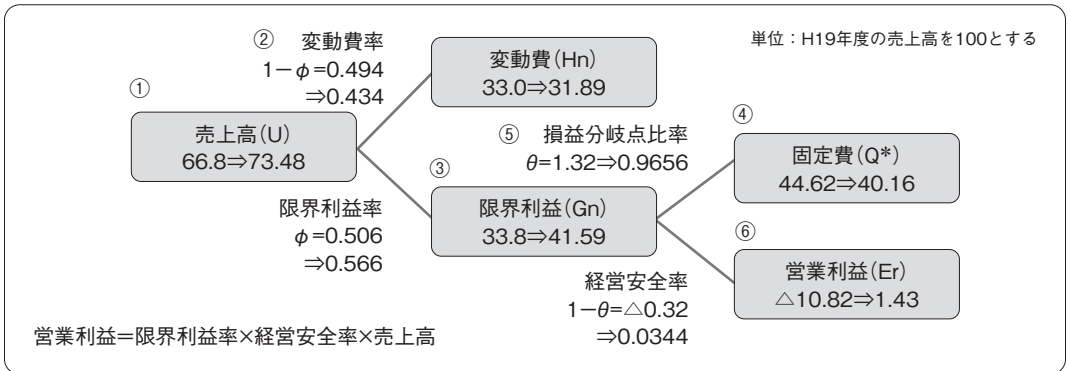 単位：H19年度の売上高を100とする
② 変動費率
1－φ=0.494
⇒0.434
変動費（Hn）
33.0⇒31.89
①
売上高（U）
66.8⇒73.48
⑤ 損益分岐点比率
θ=1.32⇒0.9656
④
固定費（Q*）
44.62⇒40.16
限界利益率
φ=0.506
⇒0.566
③
限界利益（Gn）
33.8⇒41.59
⑥
営業利益（Er）
△10.82⇒1.43
経営安全率
1－θ=△0.32
⇒0.0344
営業利益＝限界利益率×経営安全率×売上高